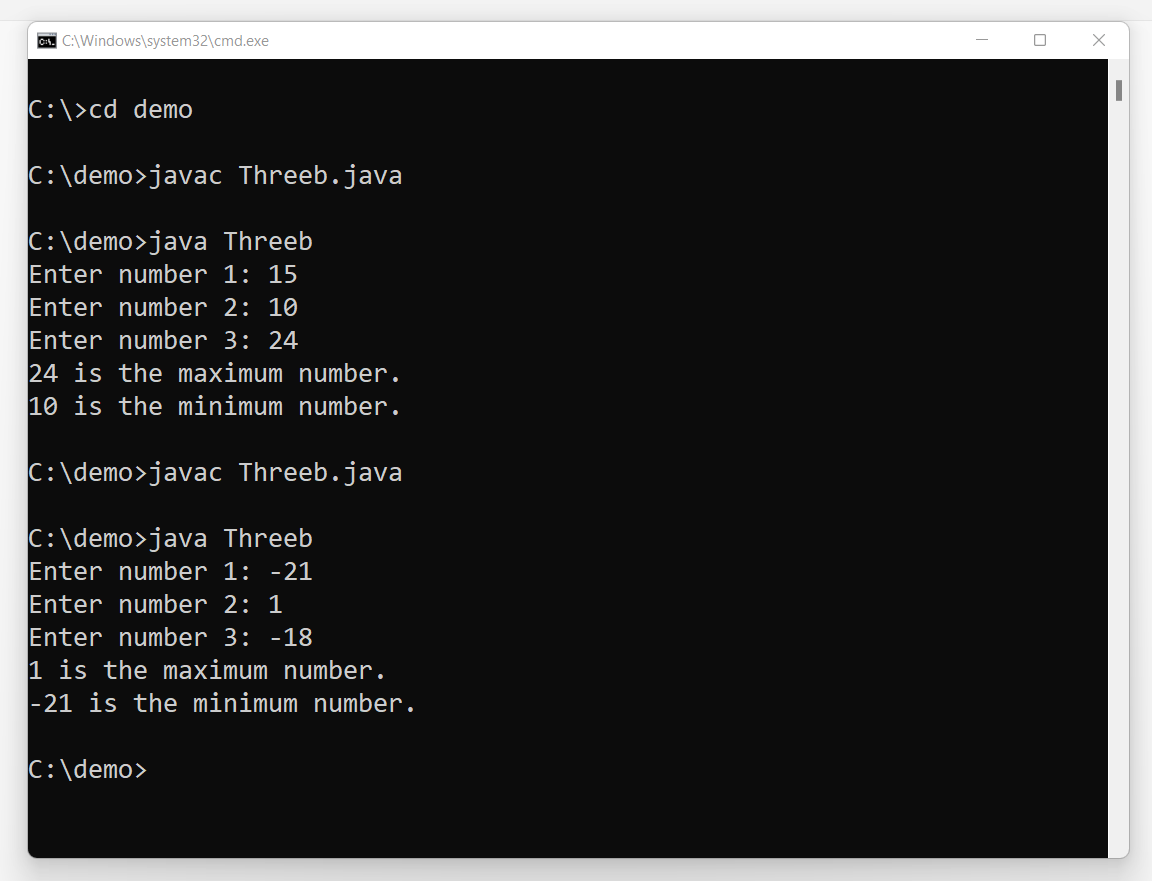 C:\Windows\system32\cmd.exe
C:\>cd demo
C:\demo>javac Threeb.java
C:\demo>java Threeb
Enter number 1: 15
Enter number 2: 10
Enter number 3: 24
24 is the maximum number.
10 is the minimum number.
C:\demo>javac Threeb.java
C:\demo>java Threeb
Enter number 1: -21
Enter number 2: 1
Enter number 3: -18
1 is the maximum number.
-21 is the minimum number.
C:\demo>